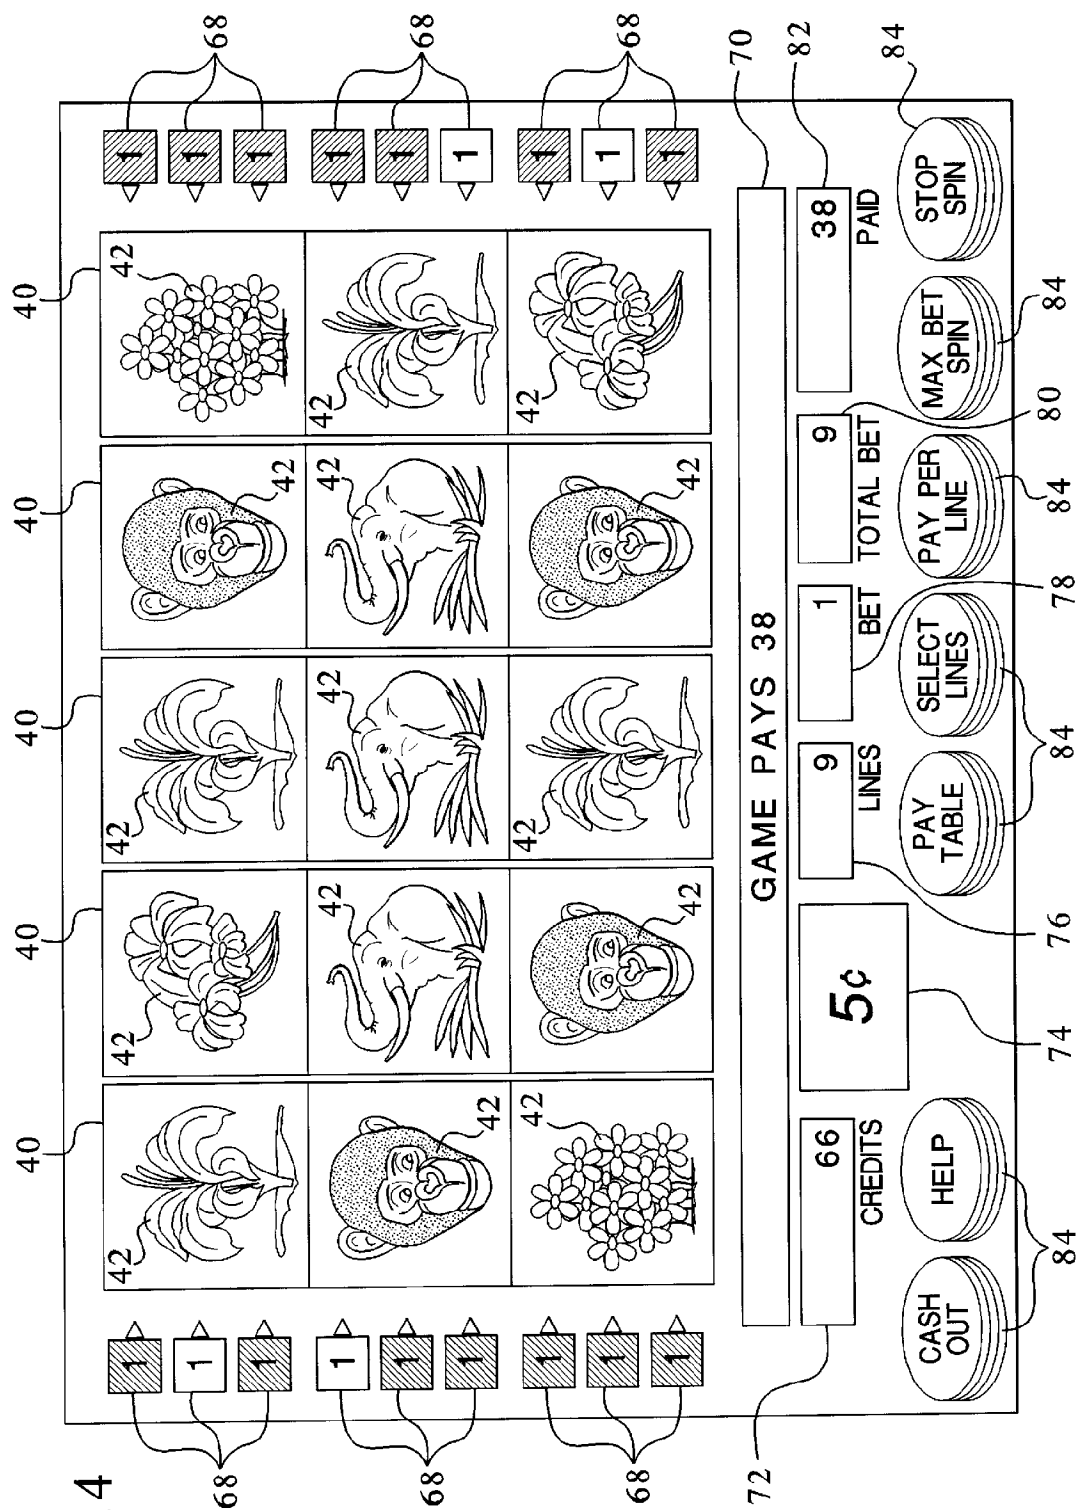 40 40 40 40 40
4
42 42 42 42 42
1 1
1 1
1 1
68 68
42 42 42 42 42
1 1
1 1
1 1
68 68
42 42 42 42 42
1 1
1 1
1 1
68 68
GAME PAYS 38
70
72
66
5¢
9
1
9
38
82
CREDITS
LINES
BET
TOTAL BET
PAID
CASH
OUT
HELP
PAY
TABLE
SELECT
LINES
PAY PER
LINE
MAX BET
SPIN
STOP
SPIN
84
84
74
76
84
78
84
80
84